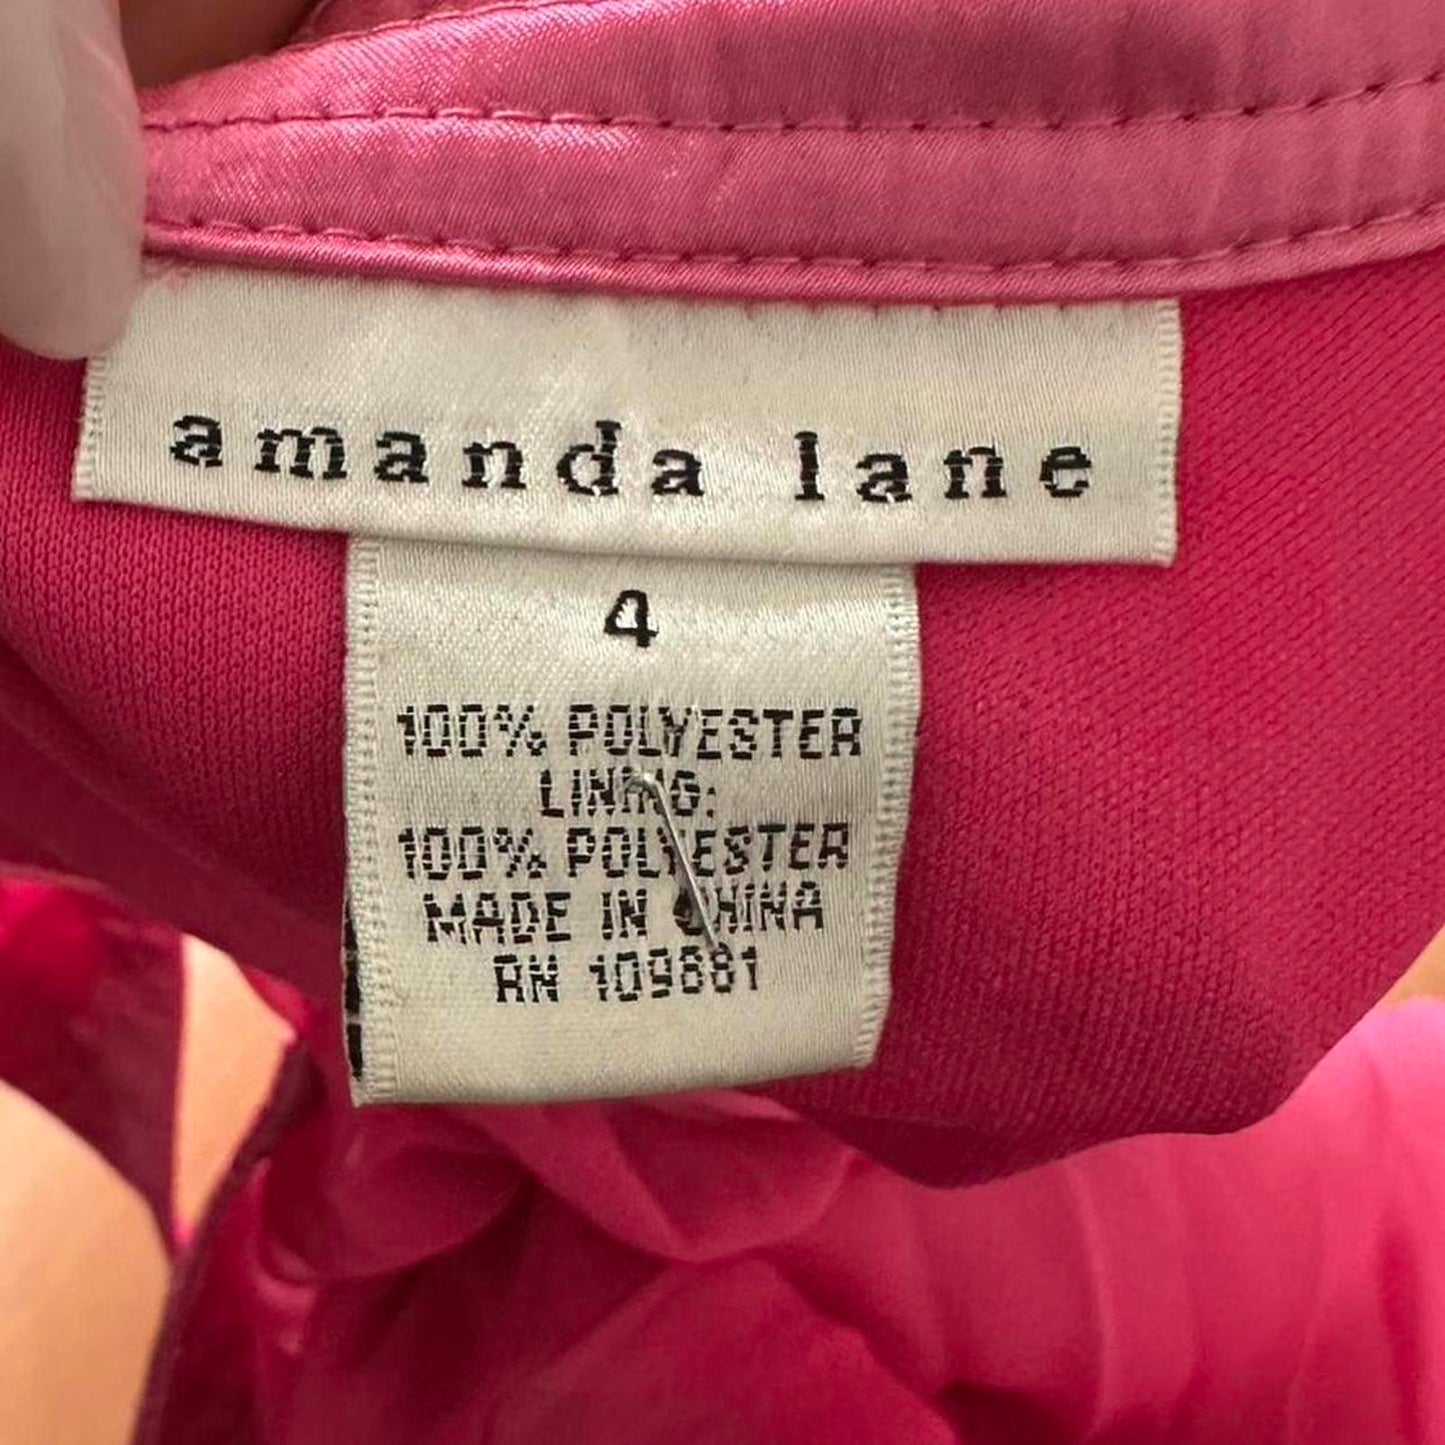 amanda lane
4
100% POLYESTER
LINING:
100% POLYESTER
MADE IN CHINA
RN 109881